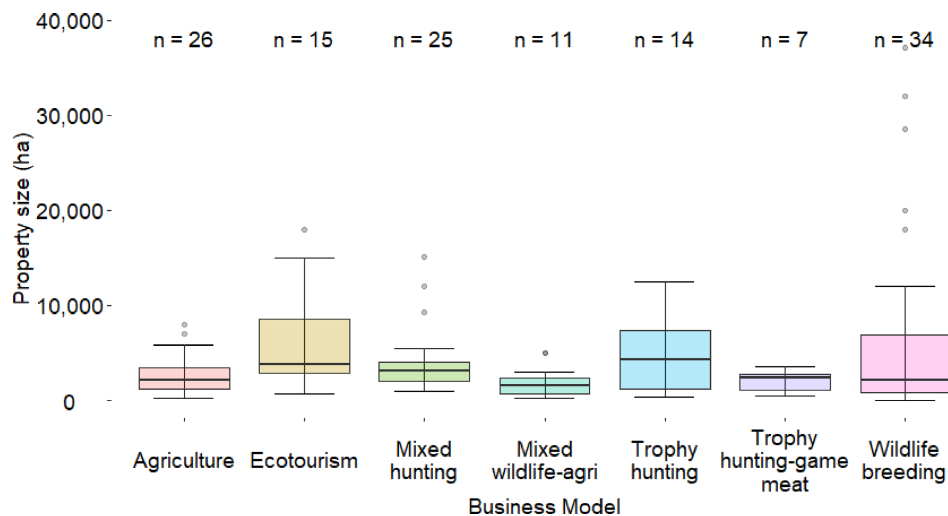 40,000
n = 26 n = 15 n = 25 n = 11 n = 14 n = 7 n = 34
30,000
Property size (ha)
20,000
10,000
0
Agriculture Ecotourism Mixed hunting Mixed wildlife-agri Trophy hunting Trophy hunting-game meat Wildlife breeding
Business Model